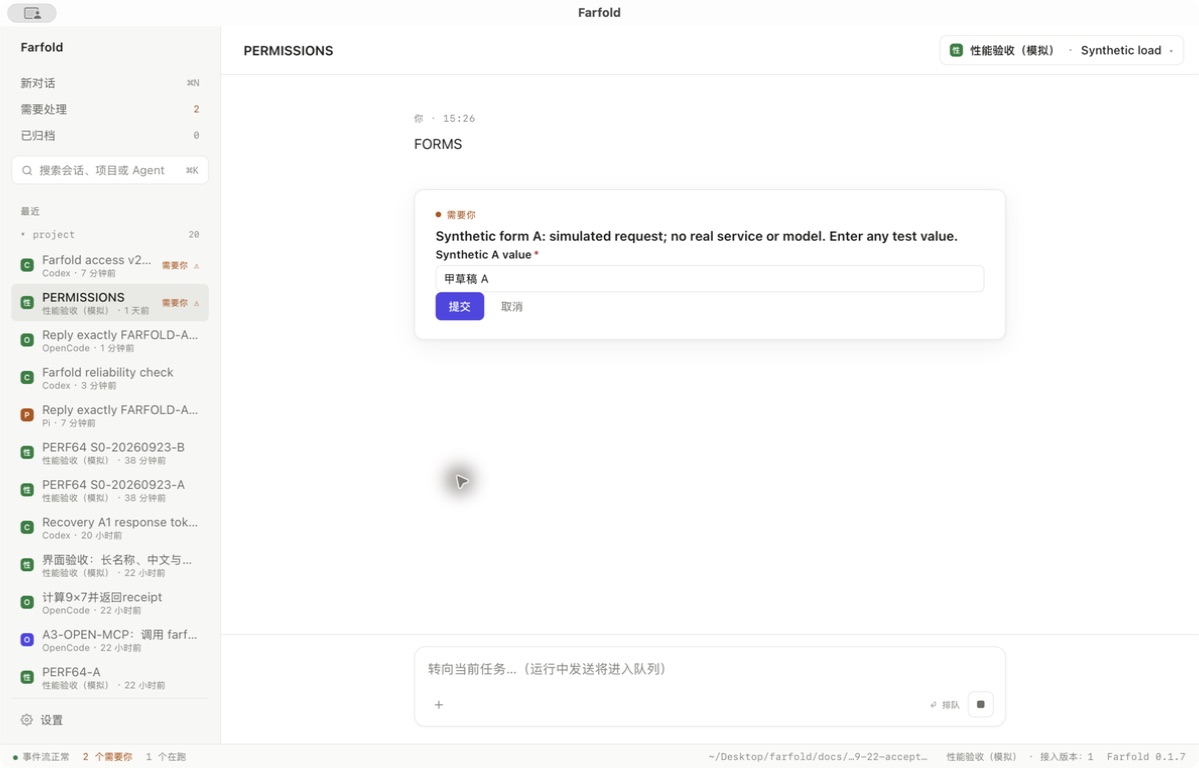 Farfold
Farfold
新对话 ⌘N
需要处理 2
已归档 0
搜索会话、项目或 Agent ⌘K
最近
project 20
C Farfold access v2... 需要你
Codex · 7 分钟前
性 PERMISSIONS 需要你
性能验收（模拟） · 1 天前
O Reply exactly FARFOLD-A...
OpenCode · 1 分钟前
C Farfold reliability check
Codex · 3 分钟前
P Reply exactly FARFOLD-A...
Pi · 7 分钟前
性 PERF64 S0-20260923-B
性能验收（模拟） · 38 分钟前
性 PERF64 S0-20260923-A
性能验收（模拟） · 38 分钟前
C Recovery A1 response tok...
Codex · 20 小时前
性 界面验收：长名称、中文与...
性能验收（模拟） · 22 小时前
O 计算9×7并返回receipt
OpenCode · 22 小时前
O A3-OPEN-MCP：调用 farf...
OpenCode · 22 小时前
性 PERF64-A
性能验收（模拟） · 22 小时前
设置
PERMISSIONS
性 性能验收（模拟） · Synthetic load
你 · 15:26
FORMS
需要你
Synthetic form A: simulated request; no real service or model. Enter any test value.
Synthetic A value *
甲草稿 A
提交 取消
转向当前任务...（运行中发送将进入队列）
+ ⏎ 排队
事件流正常 2 个需要你 1 个在跑 ~/Desktop/farfold/docs/…9-22-accept… 性能验收（模拟） · 接入版本: 1 Farfold 0.1.7